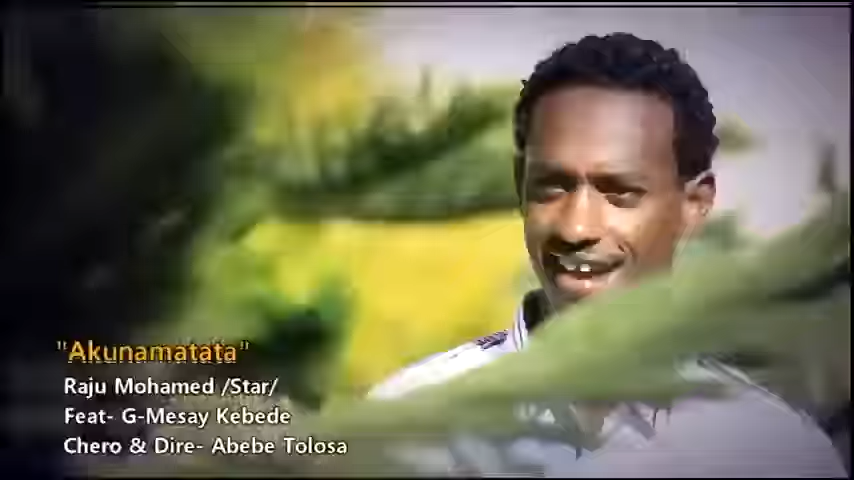 "Akunamatata"
Raju Mohamed /Star/
Feat- G-Mesay Kebede
Chero & Dire- Abebe Tolosa